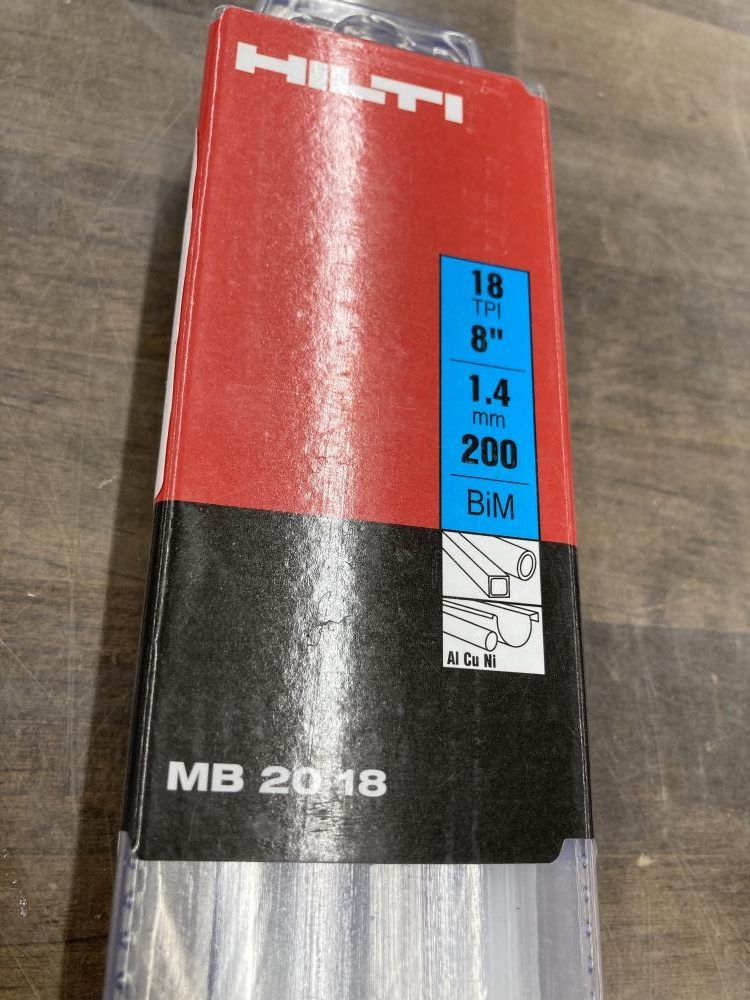 HILTI
18
TPI
8"
1.4
mm
200
BiM
Al Cu Ni
MB 20 18